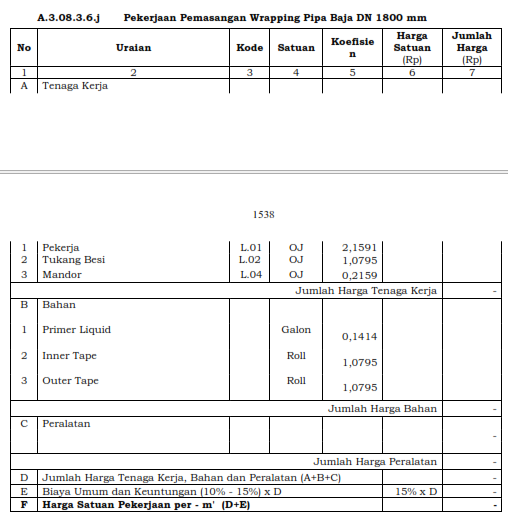 A.3.08.3.6.j Pekerjaan Pemasangan Wrapping Pipa Baja DN 1800 mm
No Uraian Kode Satuan Koefisien Harga Satuan (Rp) Jumlah Harga (Rp)
1 2 3 4 5 6 7
A Tenaga Kerja
1538
1 Pekerja L.01 OJ 2,1591
2 Tukang Besi L.02 OJ 1,0795
3 Mandor L.04 OJ 0,2159
Jumlah Harga Tenaga Kerja -
B Bahan
1 Primer Liquid Galon 0,1414
2 Inner Tape Roll 1,0795
3 Outer Tape Roll 1,0795
Jumlah Harga Bahan -
C Peralatan -
Jumlah Harga Peralatan -
D Jumlah Harga Tenaga Kerja, Bahan dan Peralatan (A+B+C) -
E Biaya Umum dan Keuntungan (10% - 15%) x D 15% x D -
F Harga Satuan Pekerjaan per - m' (D+E) -